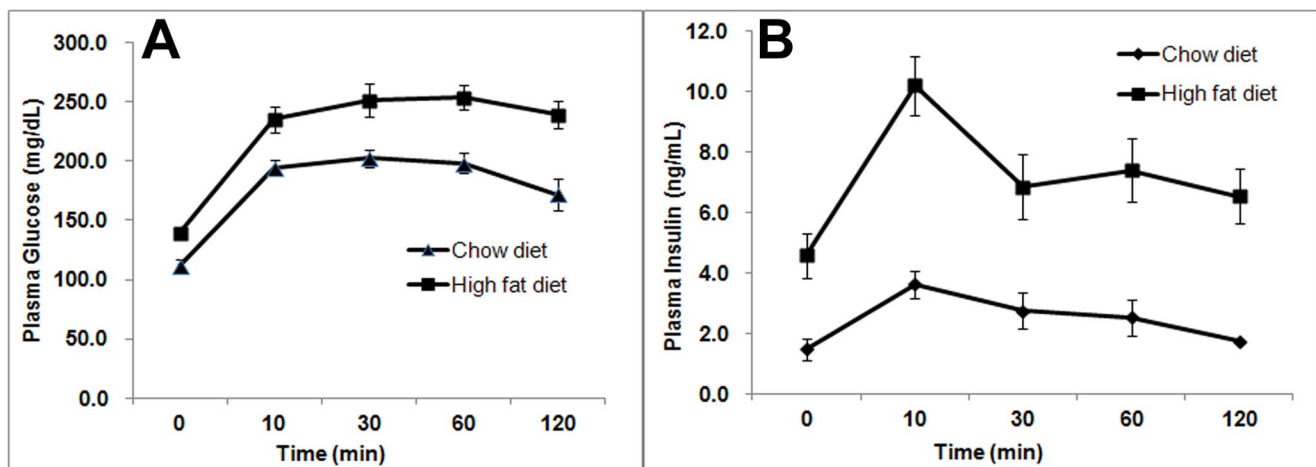 A
Plasma Glucose (mg/dL)
300.0
250.0
200.0
150.0
100.0
50.0
0.0
Chow diet
High fat diet
0 10 30 60 120
Time (min)
B
Plasma Insulin (ng/mL)
12.0
10.0
8.0
6.0
4.0
2.0
0.0
Chow diet
High fat diet
0 10 30 60 120
Time (min)